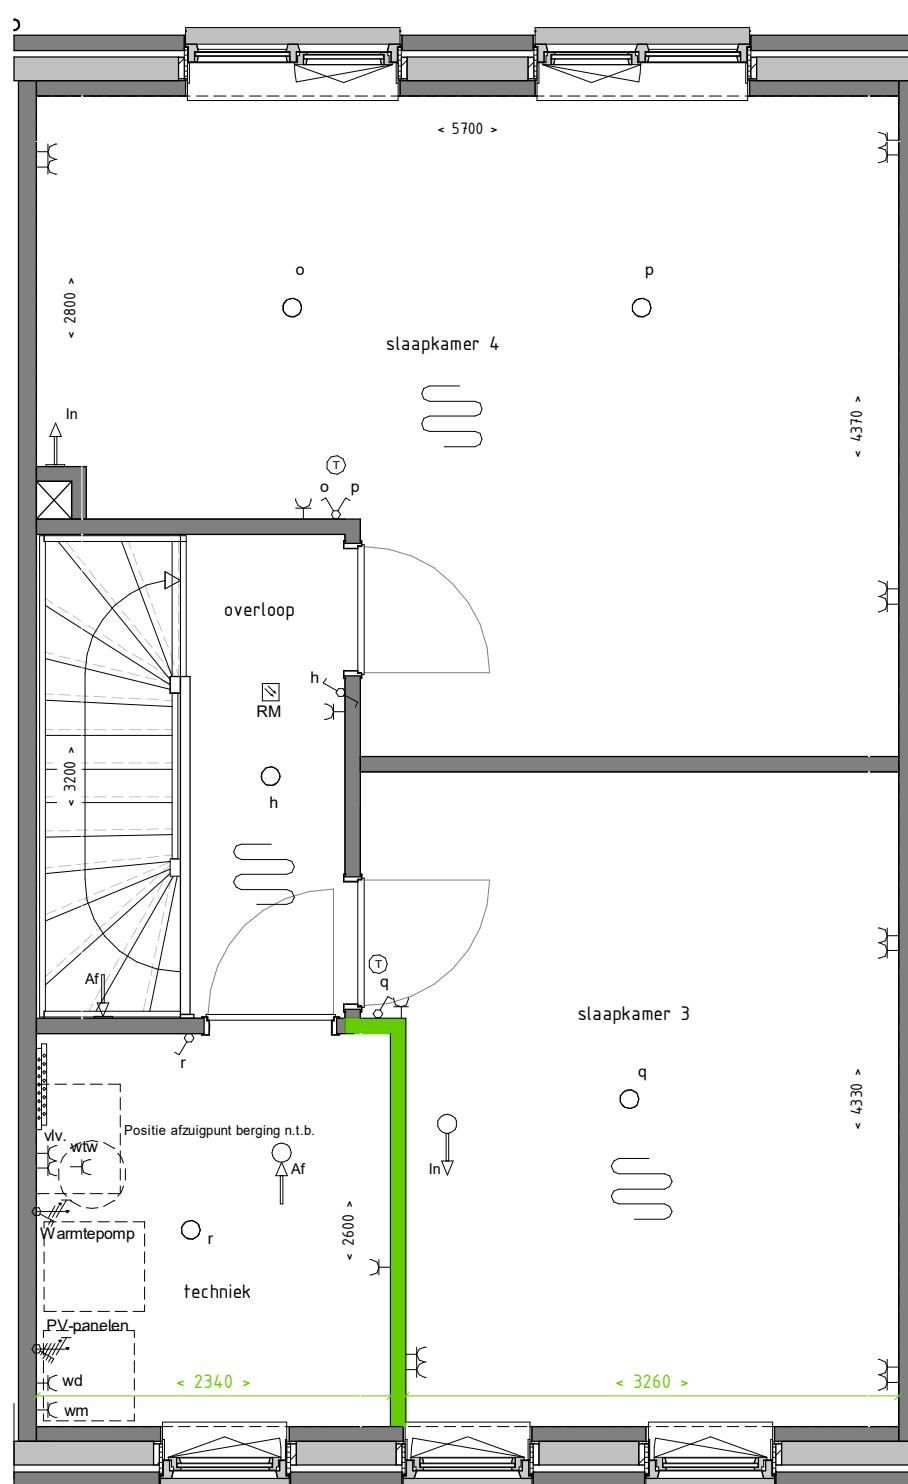 < 5700 >
o
p
< 2800 >
slaapkamer 4
In
< 4370 >
T
o p
overloop
h
RM
< 3200 >
h
Af
T
q
slaapkamer 3
r
q
< 4330 >
Positie afzuigpunt berging n.t.b.
vlv.
wtw
Af
In
Warmtepomp
r
< 2600 >
techniek
PV-panelen
wd
< 2340 >
< 3260 >
wm